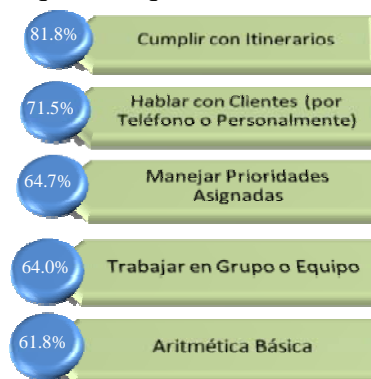 81.8%
Cumplir con Itinerarios
71.5%
Hablar con Clientes (por
Teléfono o Personalmente)
64.7%
Manejar Prioridades
Asignadas
64.0%
Trabajar en Grupo o Equipo
61.8%
Aritmética Básica